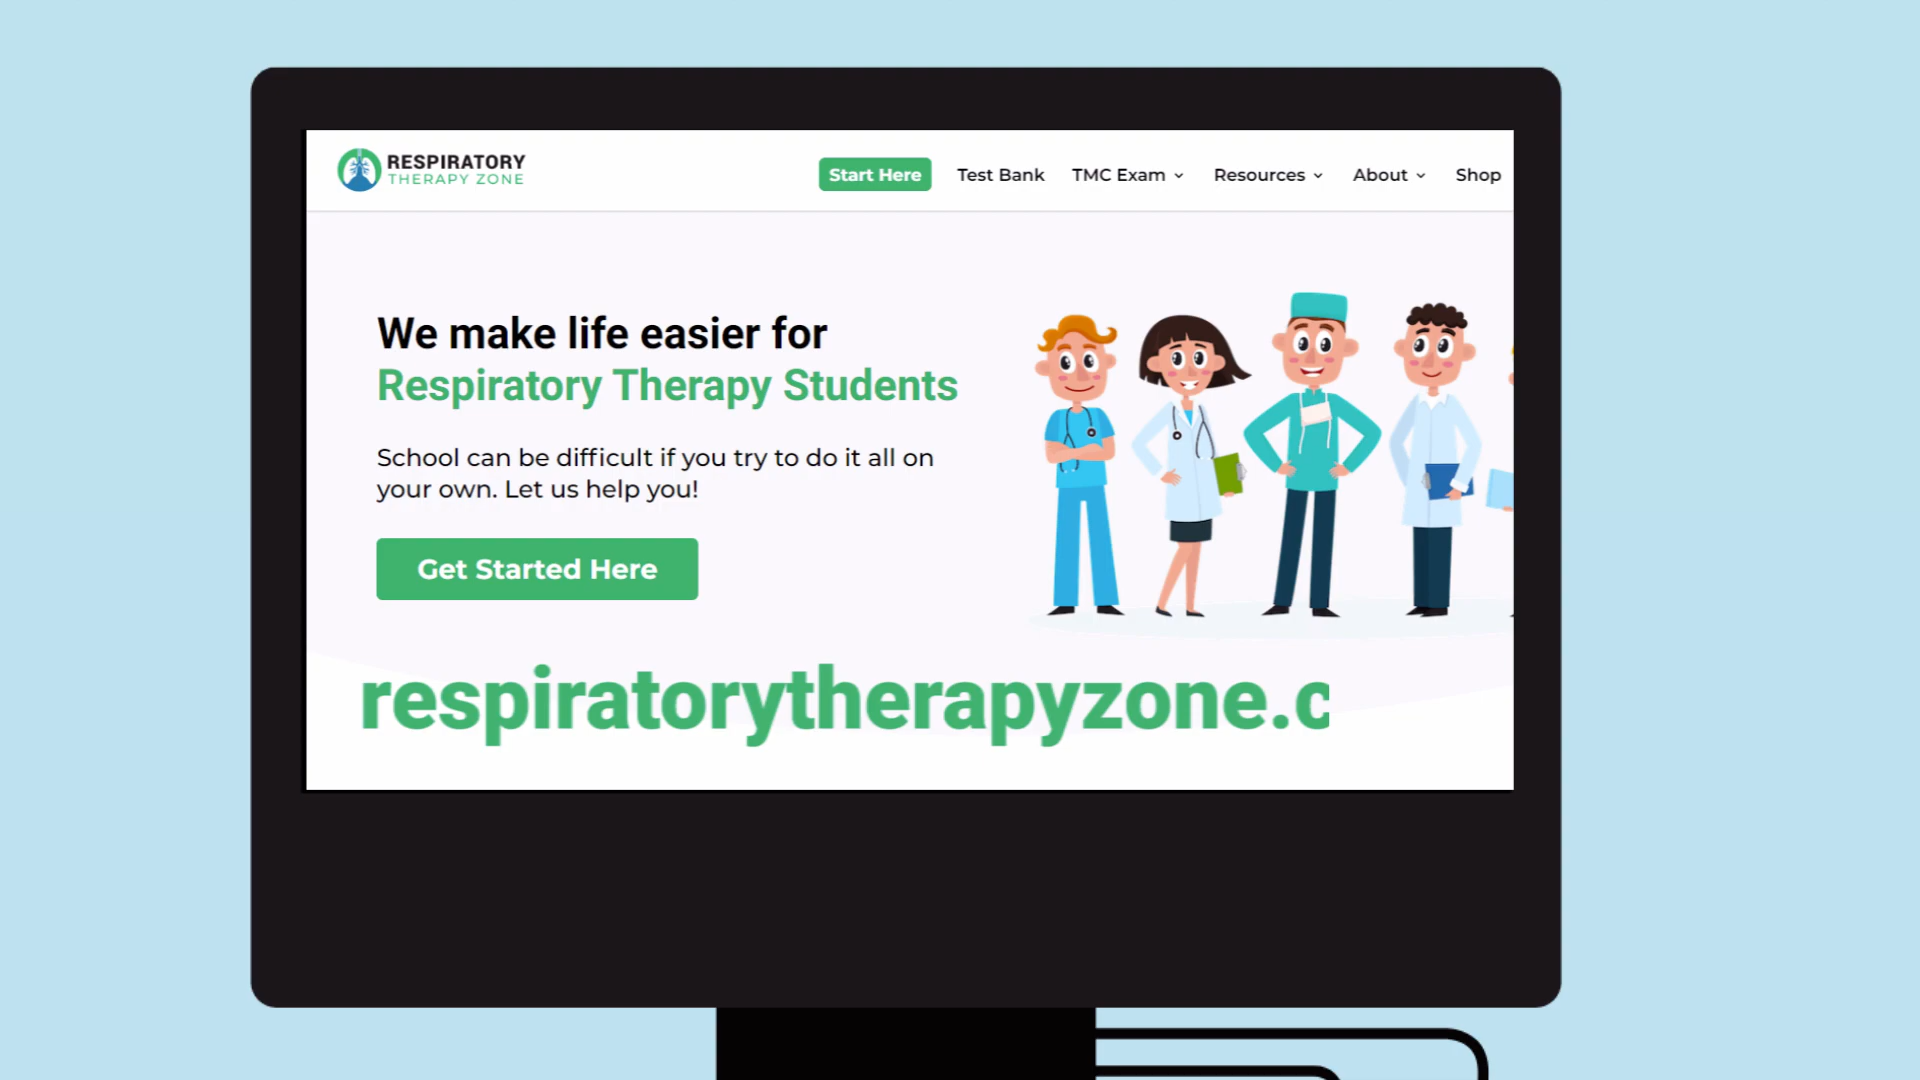 RESPIRATORY
THERAPY ZONE
Start Here
Test Bank
TMC Exam
Resources
About
Shop
We make life easier for
Respiratory Therapy Students
School can be difficult if you try to do it all on
your own. Let us help you!
Get Started Here
respiratorytherapyzone.c